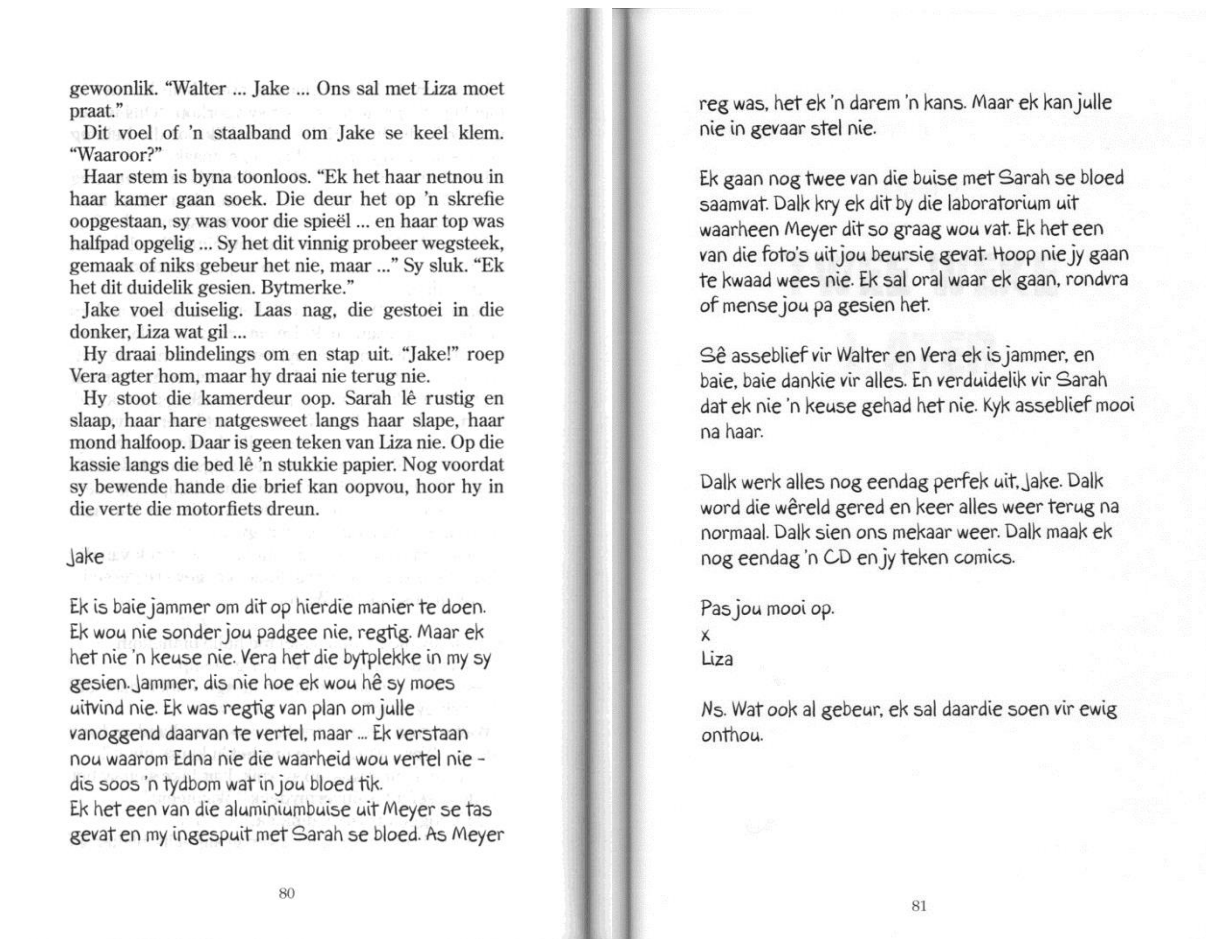 gewoonlik. “Walter ... Jake ... Ons sal met Liza moet
praat.”
Dit voel of ’n staalband om Jake se keel klem.
“Waaroor?”
Haar stem is byna toonloos. “Ek het haar netnou in
haar kamer gaan soek. Die deur het op ’n skrefie
oopgestaan, sy was voor die spieël ... en haar top was
halfpad opgelig ... Sy het dit vinnig probeer wegsteek,
gemaak of niks gebeur het nie, maar ...” Sy sluk. “Ek
het dit duidelik gesien. Bytmerke.”
Jake voel duiselig. Laas nag, die gestoei in die
donker, Liza wat gil ...
Hy draai blindelings om en stap uit. “Jake!” roep
Vera agter hom, maar hy draai nie terug nie.
Hy stoot die kamerdeur oop. Sarah lê rustig en
slaap, haar hare natgesweet langs haar slape, haar
mond halfoop. Daar is geen teken van Liza nie. Op die
kassie langs die bed lê ’n stukkie papier. Nog voordat
sy bewende hande die brief kan oopvou, hoor hy in
die verte die motorfiets dreun.
Jake
Ek is baie jammer om dit op hierdie manier te doen.
Ek wou nie sonder jou padgee nie, regtig. Maar ek
het nie ’n keuse nie. Vera het die bytplekke in my sy
gesien. Jammer, dis nie hoe ek wou hê sy moes
uitvind nie. Ek was regtig van plan om julle
vanoggend daarvan te vertel, maar ... Ek verstaan
nou waarom Edna nie die waarheid wou vertel nie –
dis soos ’n tydbom wat in jou bloed tik.
Ek het een van die aluminiumbuise uit Meyer se tas
gevat en my ingespuit met Sarah se bloed. As Meyer
80
reg was, het ek ’n darem ’n kans. Maar ek kan julle
nie in gevaar stel nie.
Ek gaan nog twee van die buise met Sarah se bloed
saamvat. Dalk kry ek dit by die laboratorium uit
waarheen Meyer dit so graag wou vat. Ek het een
van die foto’s uit jou beursie gevat. Hoop nie jy gaan
te kwaad wees nie. Ek sal oral waar ek gaan, rondvra
of mense jou pa gesien het.
Sê asseblief vir Walter en Vera ek is jammer, en
baie, baie dankie vir alles. En verduidelik vir Sarah
dat ek nie ’n keuse gehad het nie. Kyk asseblief mooi
na haar.
Dalk werk alles nog eendag perfek uit, Jake. Dalk
word die wêreld gered en keer alles weer terug na
normaal. Dalk sien ons mekaar weer. Dalk maak ek
nog eendag ’n CD en jy teken comics.
Pas jou mooi op.
x
Liza
Ns. Wat ook al gebeur, ek sal daardie soen vir ewig
onthou.
81